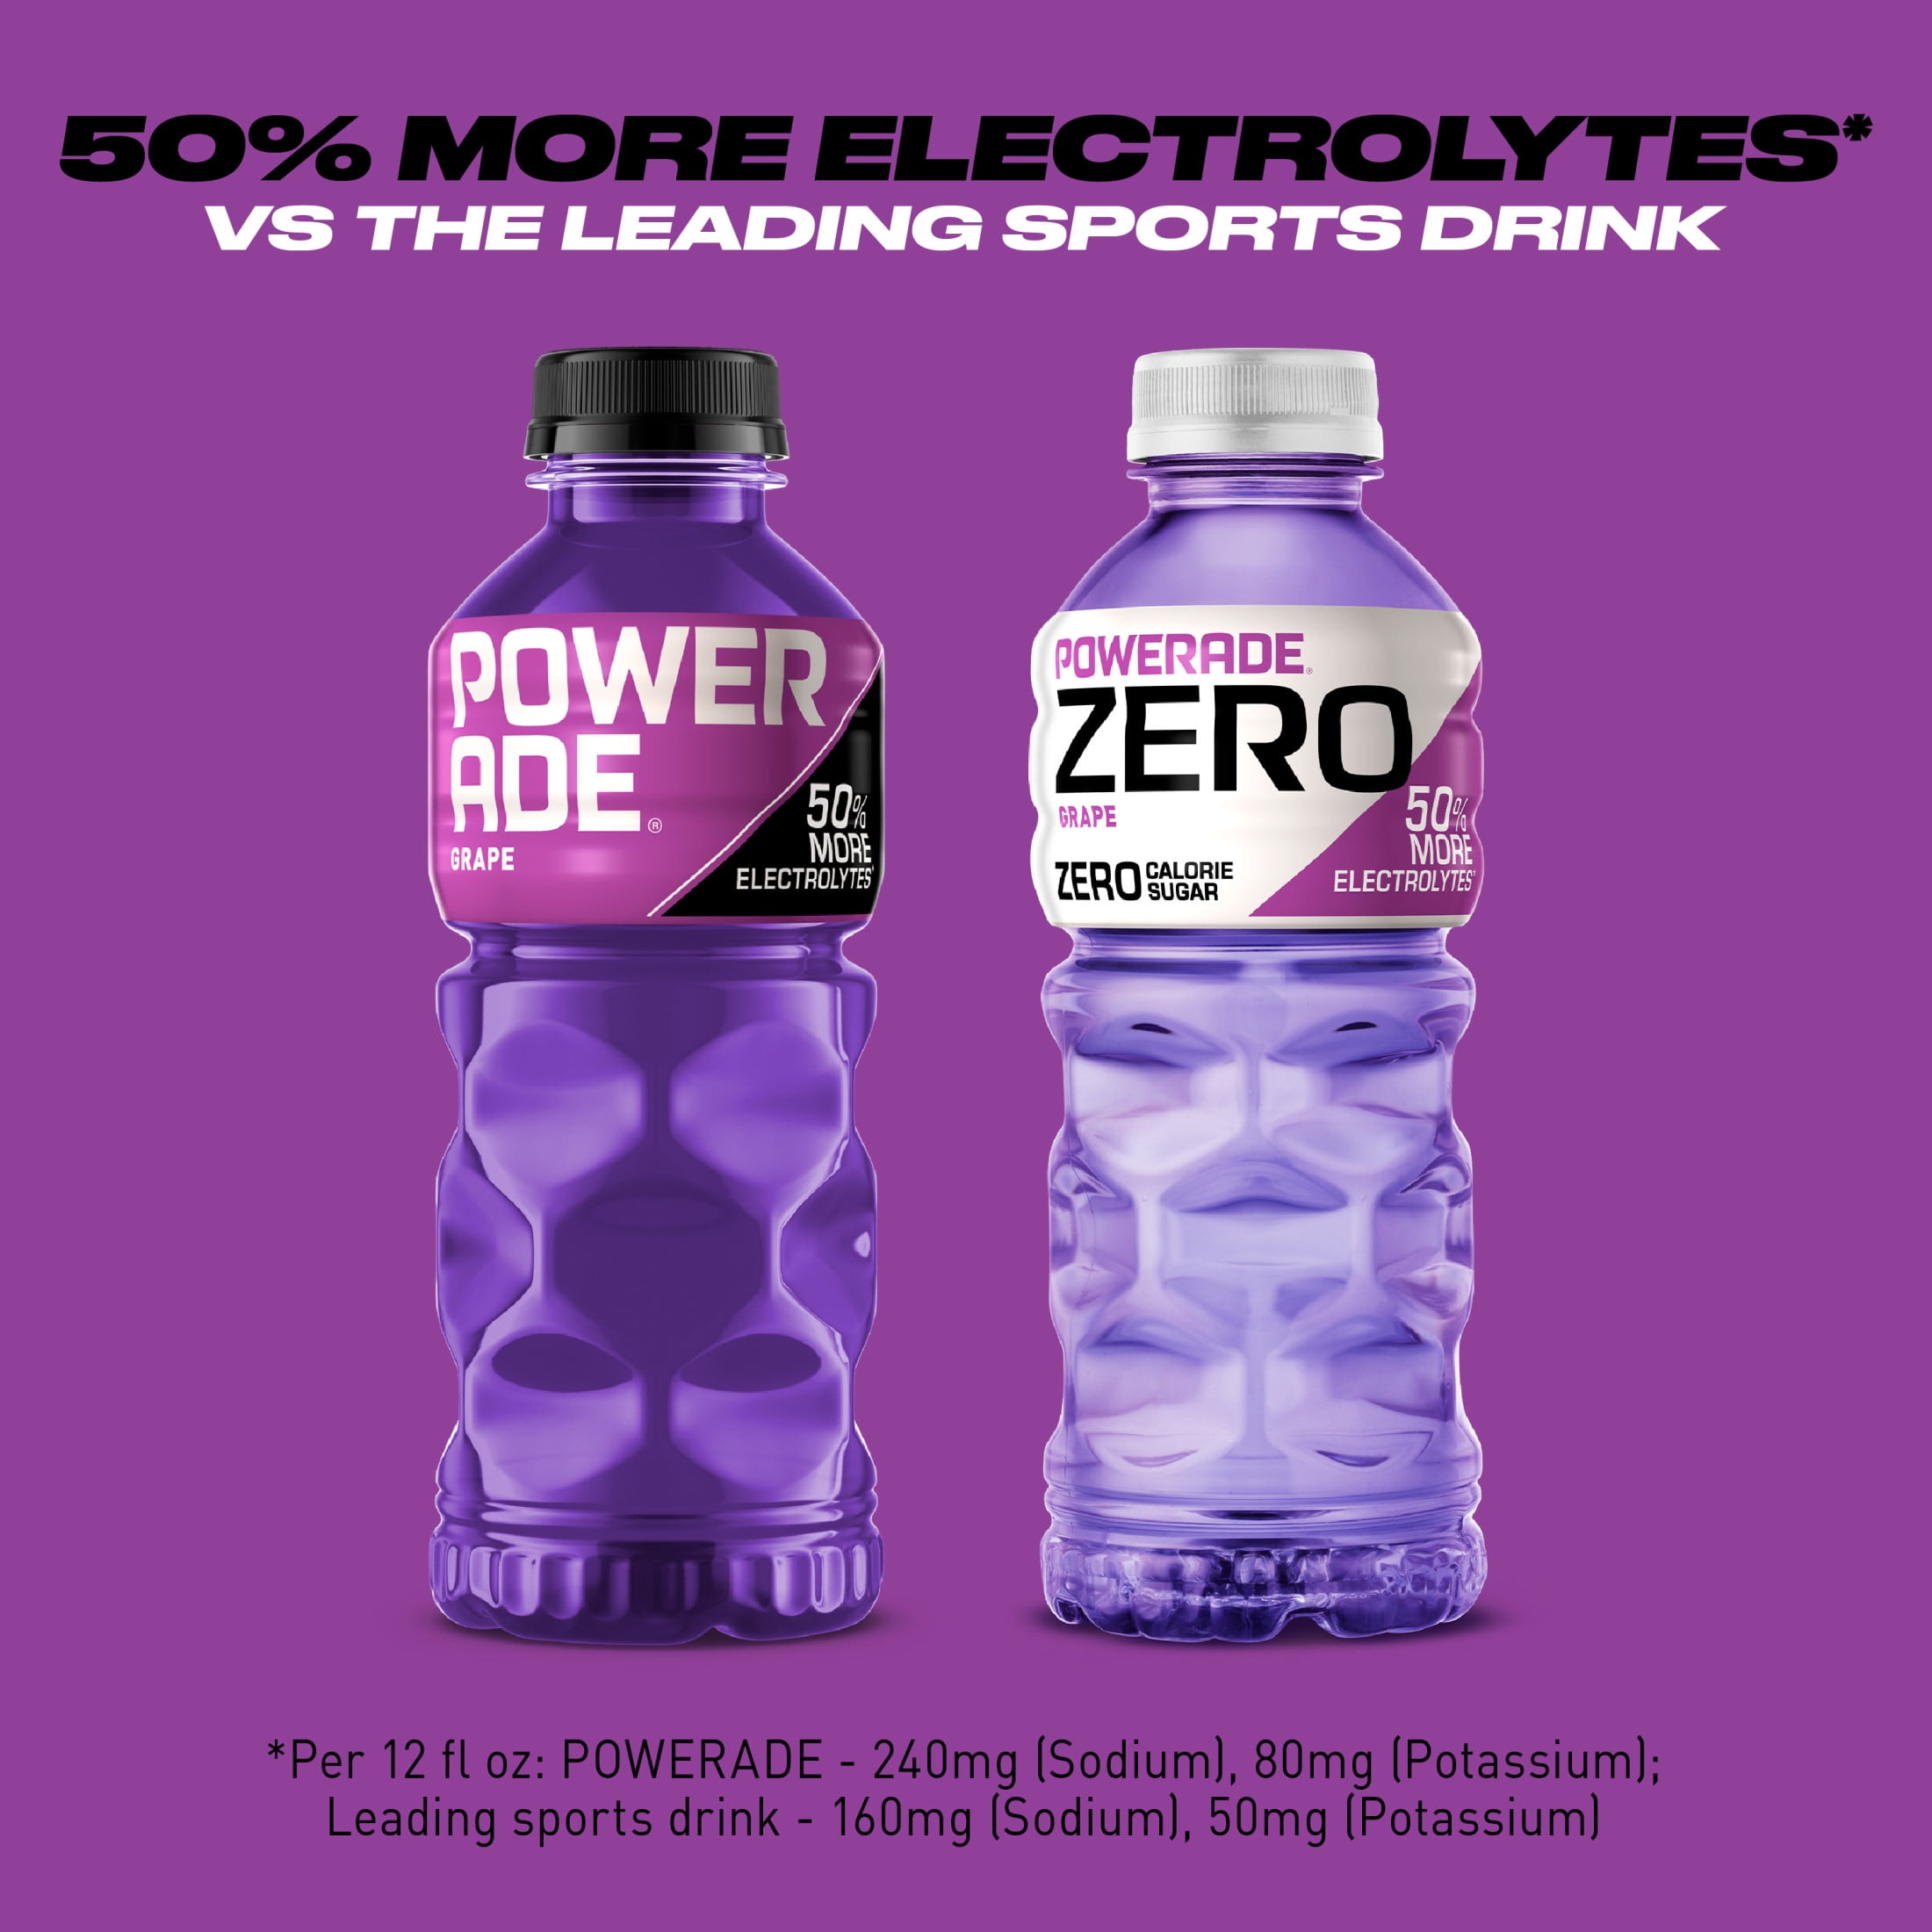 50% MORE ELECTROLYTES*
VS THE LEADING SPORTS DRINK
POWER
ADE®
GRAPE
50%
MORE
ELECTROLYTES*
POWERADE®
ZERO
GRAPE
ZERO CALORIE
SUGAR
50%
MORE
ELECTROLYTES*
*Per 12 fl oz: POWERADE - 240mg (Sodium), 80mg (Potassium);
Leading sports drink - 160mg (Sodium), 50mg (Potassium)